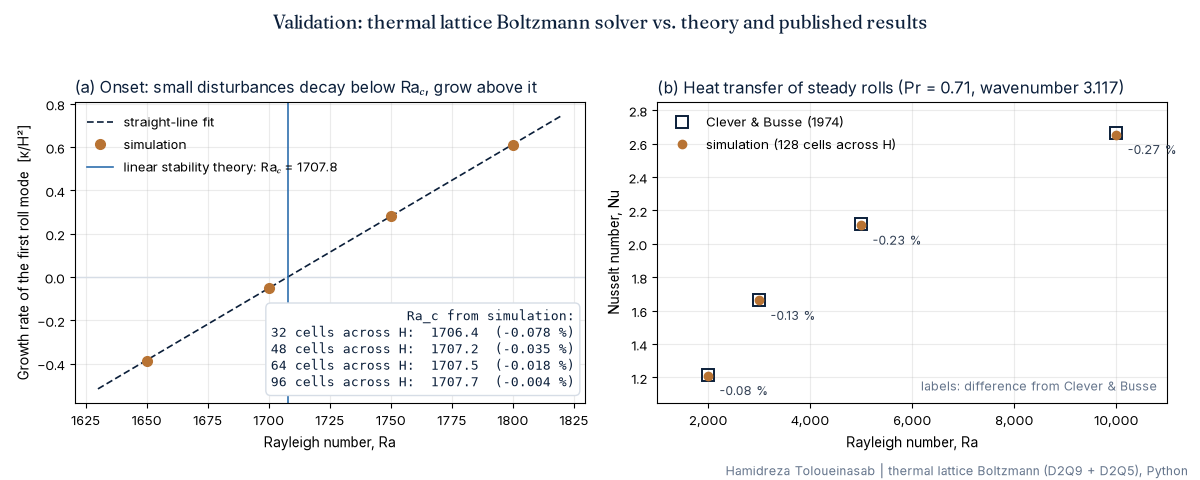 Validation: thermal lattice Boltzmann solver vs. theory and published results
(a) Onset: small disturbances decay below Ra𝑐, grow above it
0.8
0.6
0.4
0.2
0.0
−0.2
−0.4
Growth rate of the first roll mode [κ/H²]
straight-line fit
simulation
linear stability theory: Ra𝑐 = 1707.8
Ra_c from simulation:
32 cells across H: 1706.4 (-0.078 %)
48 cells across H: 1707.2 (-0.035 %)
64 cells across H: 1707.5 (-0.018 %)
96 cells across H: 1707.7 (-0.004 %)
1625 1650 1675 1700 1725 1750 1775 1800 1825
Rayleigh number, Ra
(b) Heat transfer of steady rolls (Pr = 0.71, wavenumber 3.117)
2.8
2.6
2.4
2.2
2.0
1.8
1.6
1.4
1.2
Nusselt number, Nu
Clever & Busse (1974)
simulation (128 cells across H)
-0.27 %
-0.23 %
-0.13 %
-0.08 %
labels: difference from Clever & Busse
2,000 4,000 6,000 8,000 10,000
Rayleigh number, Ra
Hamidreza Toloueinasab | thermal lattice Boltzmann (D2Q9 + D2Q5), Python